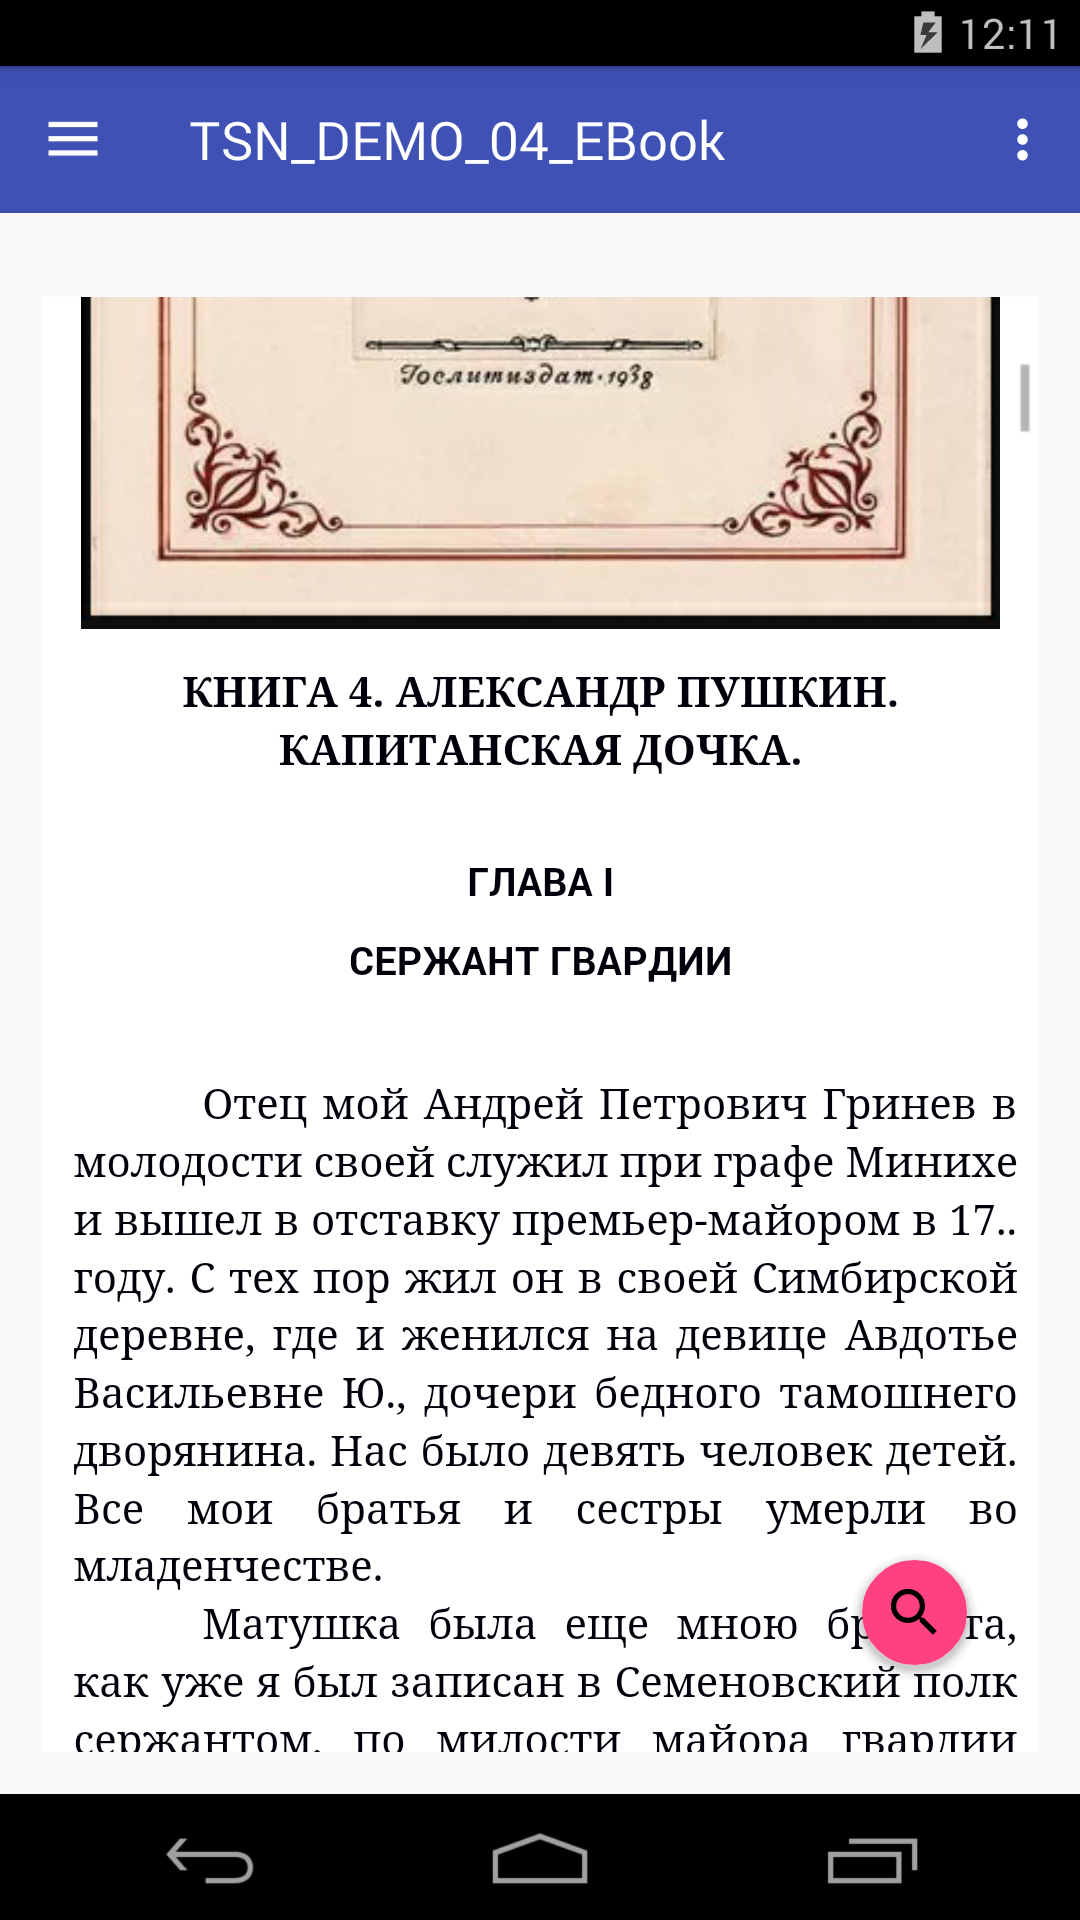 12:11
TSN_DEMO_04_EBook
Гослитиздат·1938
КНИГА 4. АЛЕКСАНДР ПУШКИН.
КАПИТАНСКАЯ ДОЧКА.
ГЛАВА I
СЕРЖАНТ ГВАРДИИ
Отец мой Андрей Петрович Гринев в
молодости своей служил при графе Минихе
и вышел в отставку премьер-майором в 17..
году. С тех пор жил он в своей Симбирской
деревне, где и женился на девице Авдотье
Васильевне Ю., дочери бедного тамошнего
дворянина. Нас было девять человек детей.
Все мои братья и сестры умерли во
младенчестве.
Матушка была еще мною
как уже я был записан в Семеновский полк
сержантом, по милости майора гвардии